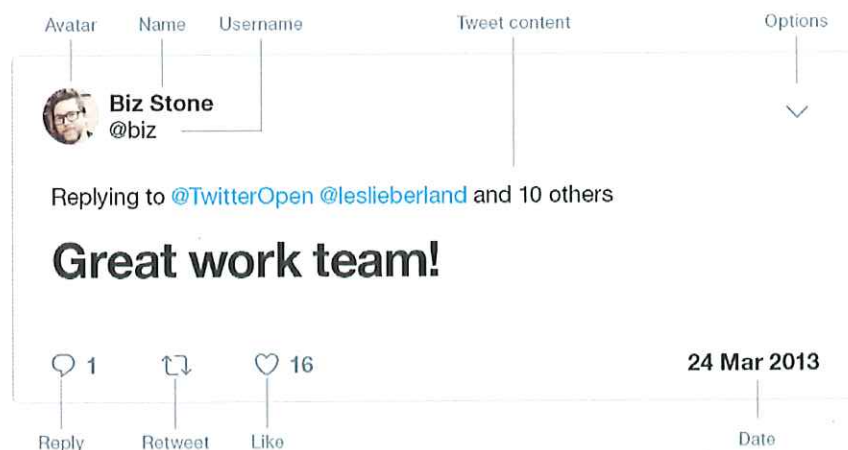 Avatar Name Username Tweet content Options
Biz Stone
@biz
Replying to @TwitterOpen @leslieberland and 10 others
Great work team!
1 16 24 Mar 2013
Reply Retweet Like Date